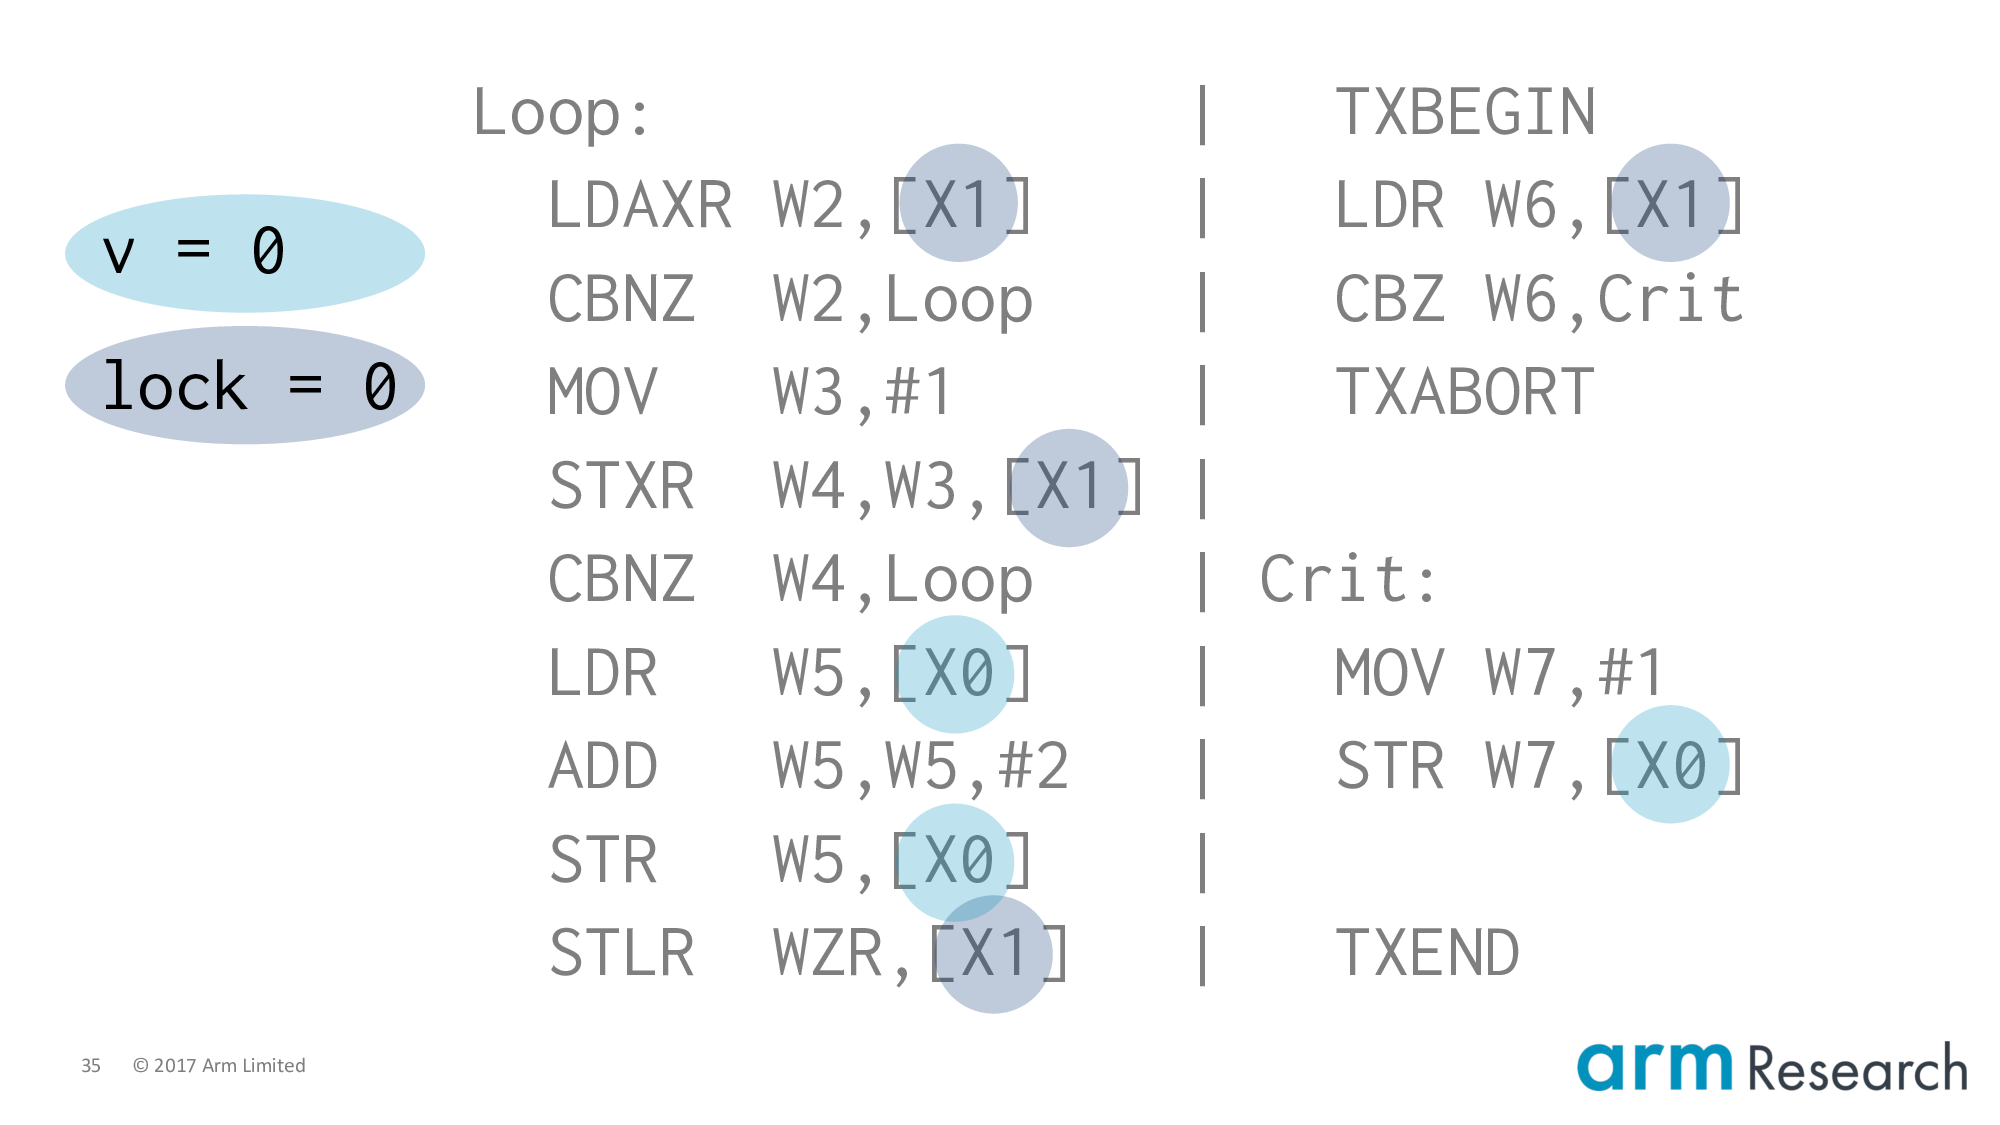 v = 0
lock = 0
Loop: | TXBEGIN
LDAXR W2,[X1] | LDR W6,[X1]
CBNZ W2,Loop | CBZ W6,Crit
MOV W3,#1 | TXABORT
STXR W4,W3,[X1] |
CBNZ W4,Loop | Crit:
LDR W5,[X0] | MOV W7,#1
ADD W5,W5,#2 | STR W7,[X0]
STR W5,[X0] |
STLR WZR,[X1] | TXEND
35 © 2017 Arm Limited
arm Research